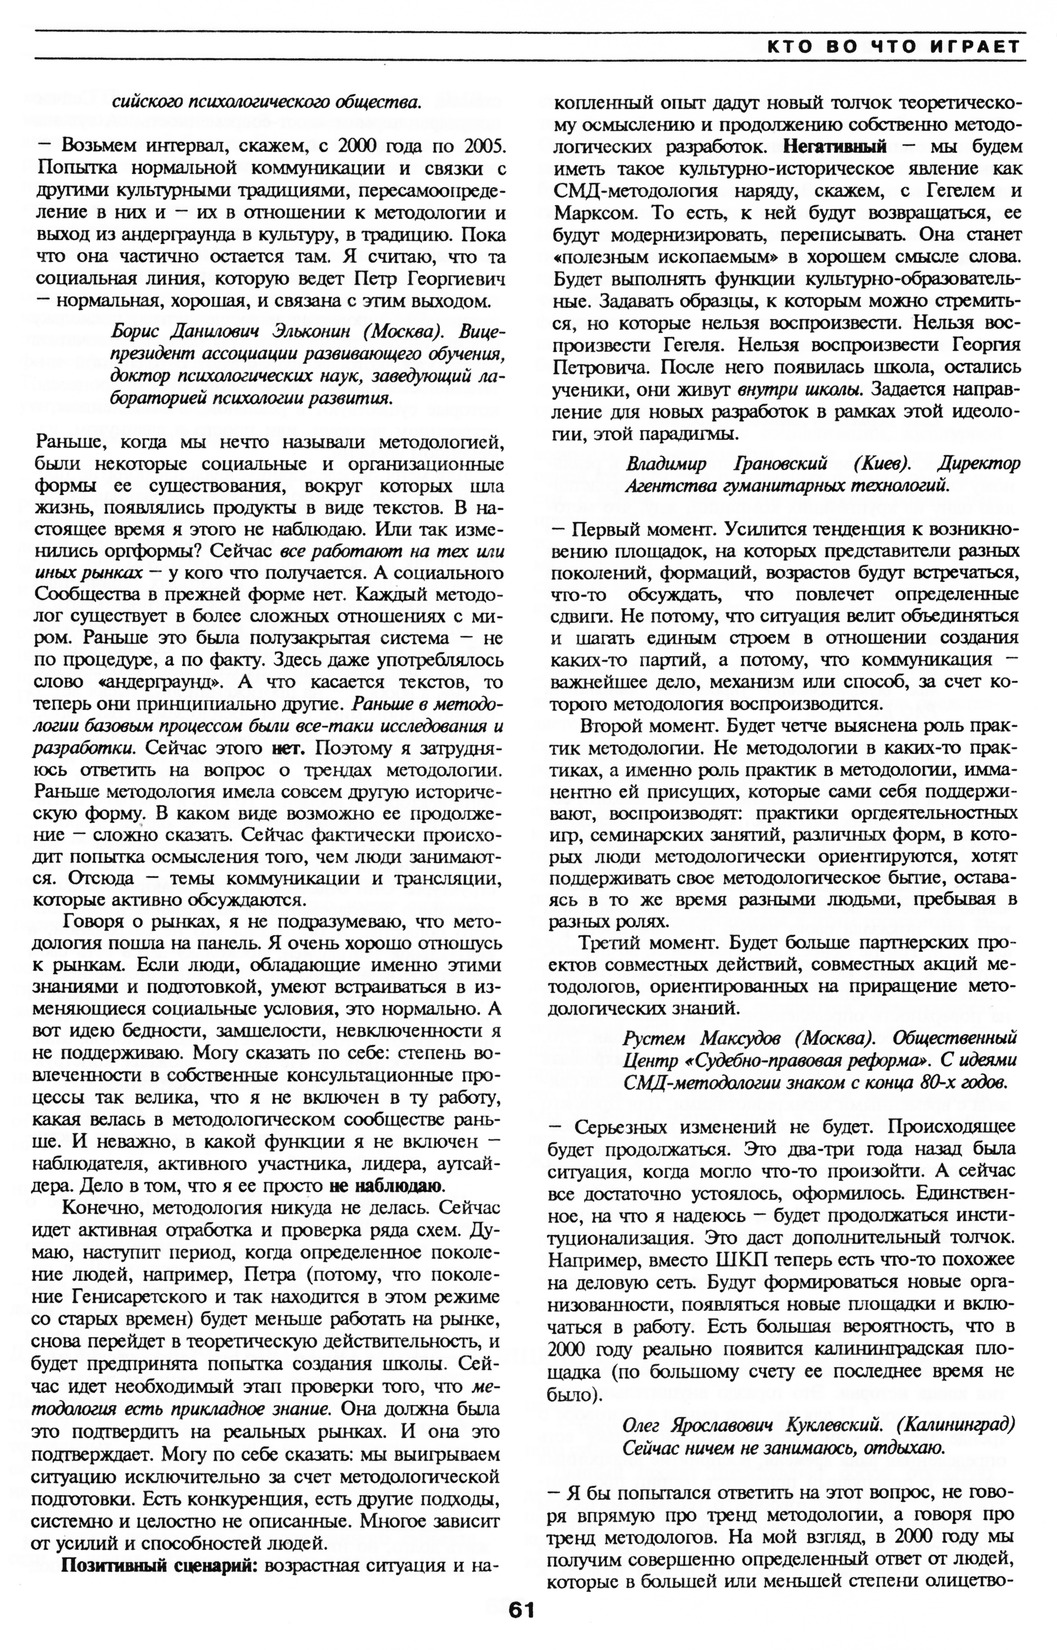 КТО ВО ЧТО ИГРАЕТ
сийского психологического общества.
— Возьмем интервал, скажем, с 2000 года по 2005.
Попытка нормальной коммуникации и связки с
другими культурными традициями, пересамоопреде-
ление в них и — их в отношении к методологии и
выход из андерграунда в культуру, в традицию. Пока
что она частично остается там. Я считаю, что та
социальная линия, которую ведет Петр Георгиевич
— нормальная, хорошая, и связана с этим выходом.
Борис Данилович Эльконин (Москва). Вице-
президент ассоциации развивающего обучения,
доктор психологических наук, заведующий ла-
бораторией психологии развития.
Раньше, когда мы нечто называли методологией,
были некоторые социальные и организационные
формы ее существования, вокруг которых шла
жизнь, появлялись продукты в виде текстов. В на-
стоящее время я этого не наблюдаю. Или так изме-
нились оргформы? Сейчас все работают на тех или
иных рынках — у кого что получается. А социального
Сообщества в прежней форме нет. Каждый методо-
лог существует в более сложных отношениях с ми-
ром. Раньше это была полузакрытая система — не
по процедуре, а по факту. Здесь даже употреблялось
слово «андерграунд». А что касается текстов, то
теперь они принципиально другие. Раньше в методо-
логии базовым процессом были все-таки исследования и
разработки. Сейчас этого нет. Поэтому я затрудня-
юсь ответить на вопрос о трендах методологии.
Раньше методология имела совсем другую историче-
скую форму. В каком виде возможно ее продолже-
ние — сложно сказать. Сейчас фактически происхо-
дит попытка осмысления того, чем люди занимают-
ся. Отсюда — темы коммуникации и трансляции,
которые активно обсуждаются.
Говоря о рынках, я не подразумеваю, что мето-
дология пошла на панель. Я очень хорошо отношусь
к рынкам. Если люди, обладающие именно этими
знаниями и подготовкой, умеют встраиваться в из-
меняющиеся социальные условия, это нормально. А
вот идею бедности, замшелости, невключенности я
не поддерживаю. Могу сказать по себе: степень во-
влеченности в собственные консультационные про-
цессы так велика, что я не включен в ту работу,
какая велась в методологическом сообществе рань-
ше. И неважно, в какой функции я не включен —
наблюдателя, активного участника, лидера, аутсай-
дера. Дело в том, что я ее просто не наблюдаю.
Конечно, методология никуда не делась. Сейчас
идет активная отработка и проверка ряда схем. Ду-
маю, наступит период, когда определенное поколе-
ние людей, например, Петра (потому, что поколе-
ние Генисаретского и так находится в этом режиме
со старых времен) будет меньше работать на рынке,
снова перейдет в теоретическую действительность, и
будет предпринята попытка создания школы. Сей-
час идет необходимый этап проверки того, что ме-
тодология есть прикладное знание. Она должна была
это подтвердить на реальных рынках. И она это
подтверждает. Могу по себе сказать: мы выигрываем
ситуацию исключительно за счет методологической
подготовки. Есть конкуренция, есть другие подходы,
системно и целостно не описанные. Многое зависит
от усилий и способностей людей.
Позитивный сценарий: возрастная ситуация и на-
копленный опыт дадут новый толчок теоретическо-
му осмыслению и продолжению собственно методо-
логических разработок. Негативный — мы будем
иметь такое культурно-историческое явление как
СМД-методология наряду, скажем, с Гегелем и
Марксом. То есть, к ней будут возвращаться, ее
будут модернизировать, переписывать. Она станет
«полезным ископаемым» в хорошем смысле слова.
Будет выполнять функции культурно-образователь-
ные. Задавать образцы, к которым можно стремить-
ся, но которые нельзя воспроизвести. Нельзя вос-
произвести Гегеля. Нельзя воспроизвести Георгия
Петровича. После него появилась школа, остались
ученики, они живут внутри школы. Задается направ-
ление для новых разработок в рамках этой идеоло-
гии, этой парадигмы.
Владимир Грановский (Киев). Директор
Агентства гуманитарных технологий.
— Первый момент. Усилится тенденция к возникно-
вению площадок, на которых представители разных
поколений, формаций, возрастов будут встречаться,
что-то обсуждать, что повлечет определенные
сдвиги. Не потому, что ситуация велит объединяться
и шагать единым строем в отношении создания
каких-то партий, а потому, что коммуникация —
важнейшее дело, механизм или способ, за счет ко-
торого методология воспроизводится.
Второй момент. Будет четче выяснена роль прак-
тик методологии. Не методологии в каких-то прак-
тиках, а именно роль практик в методологии, имма-
нентно ей присущих, которые сами себя поддержи-
вают, воспроизводят: практики оргдеятельностных
игр, семинарских занятий, различных форм, в кото-
рых люди методологически ориентируются, хотят
поддерживать свое методологическое бытие, остава-
ясь в то же время разными людьми, пребывая в
разных ролях.
Третий момент. Будет больше партнерских про-
ектов совместных действий, совместных акций ме-
тодологов, ориентированных на приращение мето-
дологических знаний.
Рустем Максудов (Москва). Общественный
Центр «Судебно-правовая реформа». С идеями
СМД-методологии знаком с конца 80-х годов.
— Серьезных изменений не будет. Происходящее
будет продолжаться. Это два-три года назад была
ситуация, когда могло что-то произойти. А сейчас
все достаточно устоялось, оформилось. Единствен-
ное, на что я надеюсь — будет продолжаться инсти-
туционализация. Это даст дополнительный толчок.
Например, вместо ШКП теперь есть что-то похожее
на деловую сеть. Будут формироваться новые орга-
низованности, появляться новые площадки и вклю-
чаться в работу. Есть большая вероятность, что в
2000 году реально появится калининградская пло-
щадка (по большому счету ее последнее время не
было).
Олег Ярославович Куклевский. (Калининград)
Сейчас ничем не занимаюсь, отдыхаю.
— Я бы попытался ответить на этот вопрос, не гово-
ря впрямую про тренд методологии, а говоря про
тренд методологов. На мой взгляд, в 2000 году мы
получим совершенно определенный ответ от людей,
которые в большей или меньшей степени олицетво-
61